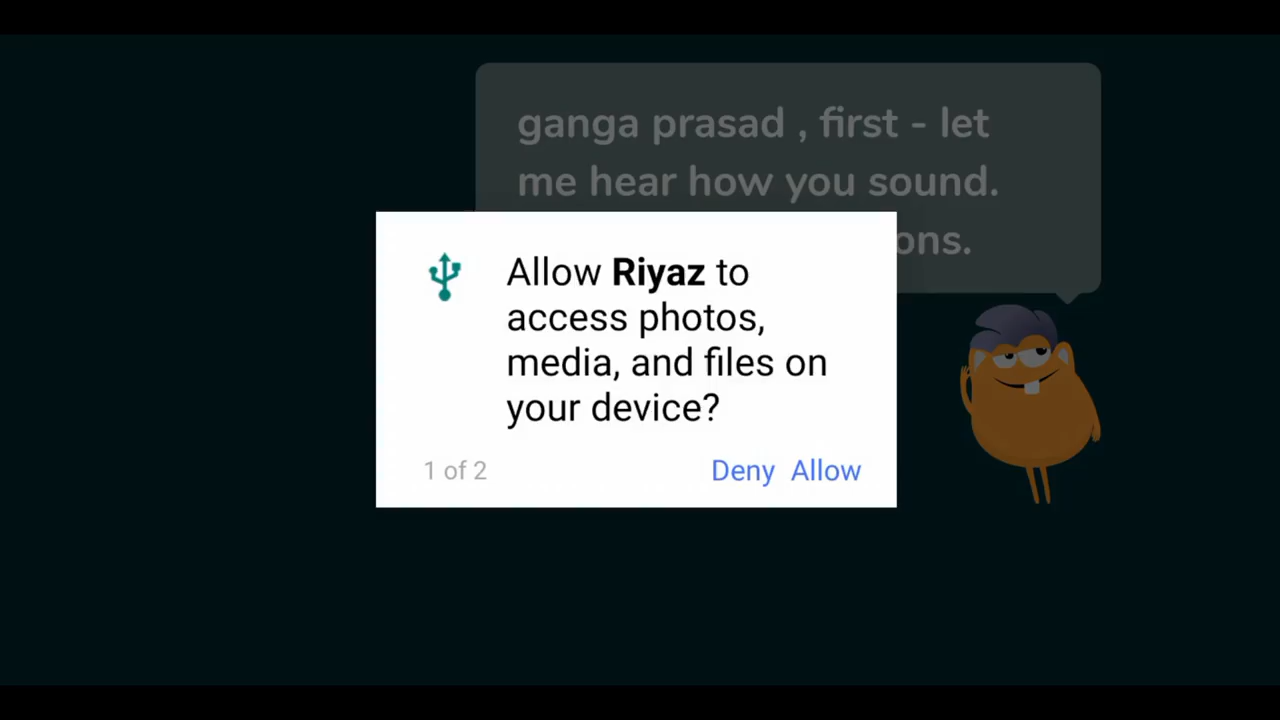 ganga prasad , first - let
me hear how you sound.
ons.
Allow Riyaz to
access photos,
media, and files on
your device?
1 of 2
Deny Allow